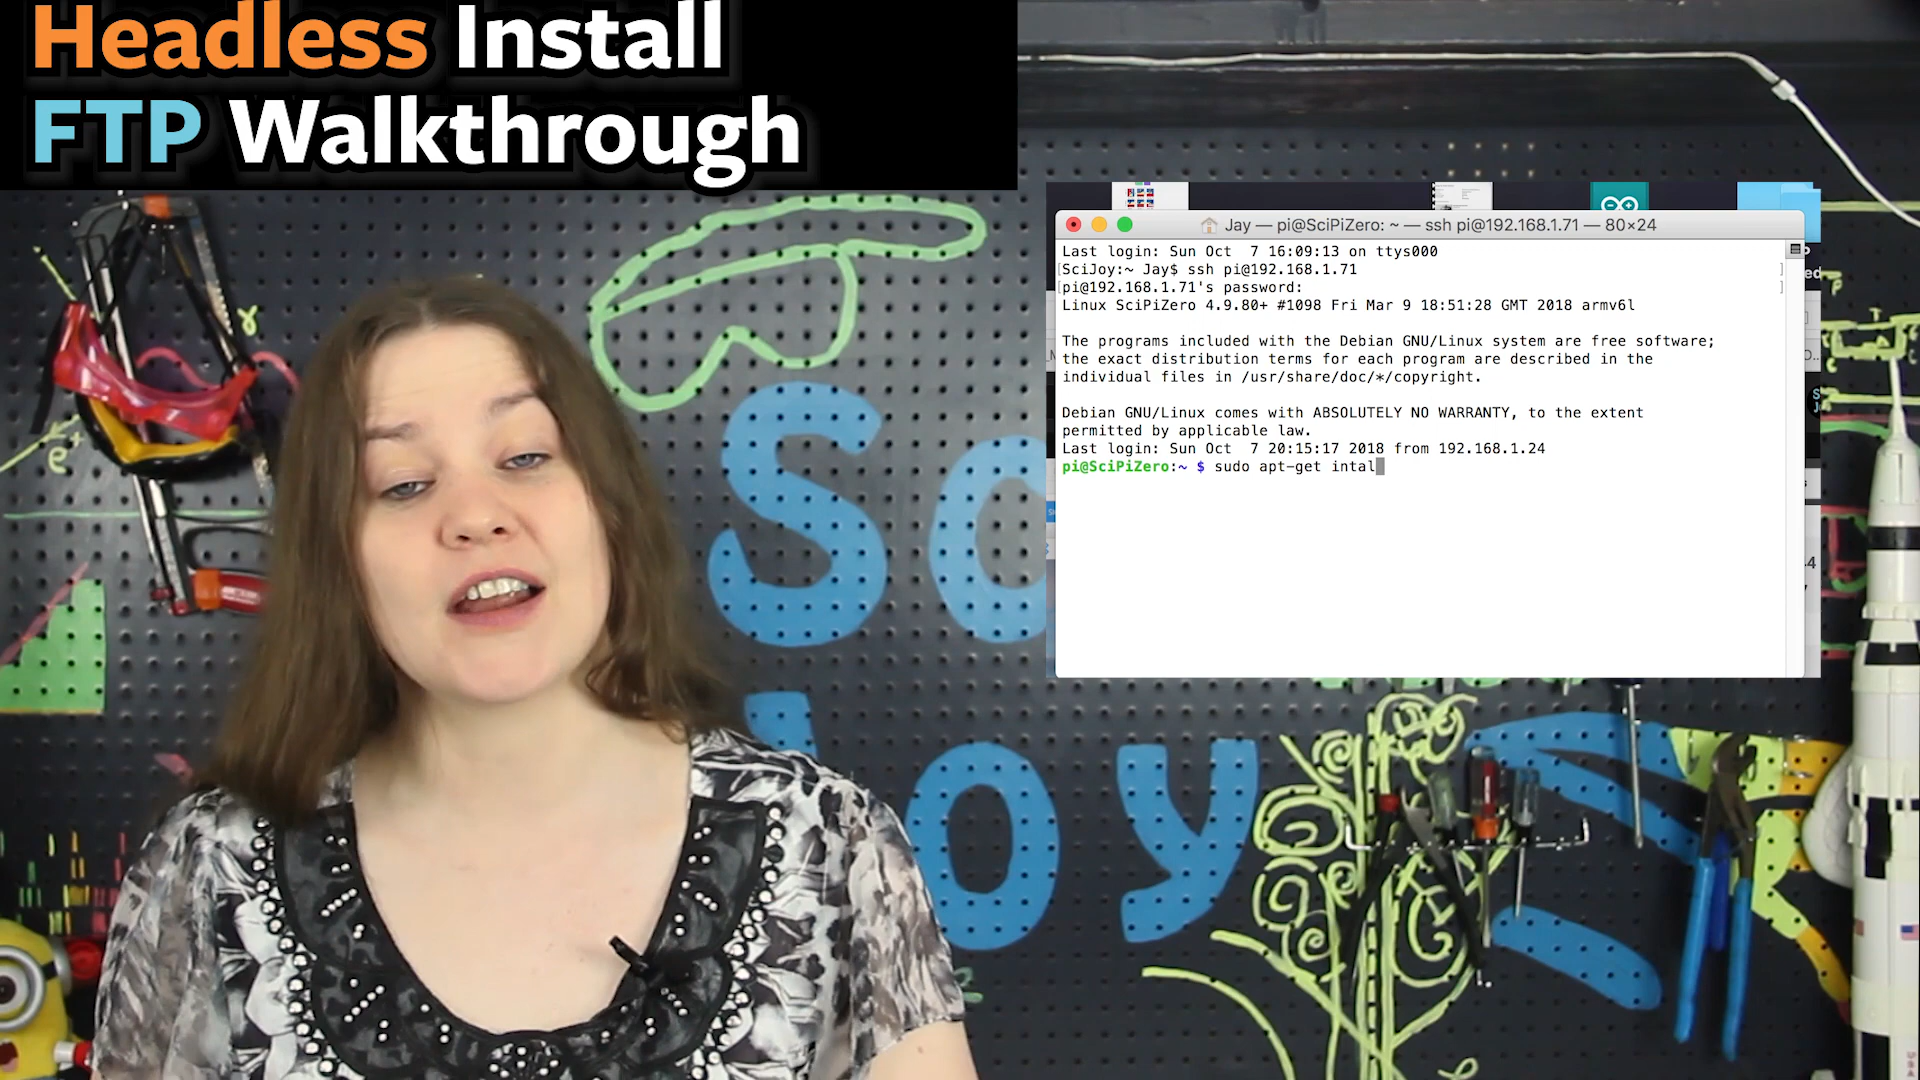 Headless Install
FTP Walkthrough
Jay — pi@SciPiZero: ~ — ssh pi@192.168.1.71 — 80×24
Last login: Sun Oct  7 16:09:13 on ttys000
[SciJoy:~ Jay$ ssh pi@192.168.1.71 ]
[pi@192.168.1.71's password: ]
Linux SciPiZero 4.9.80+ #1098 Fri Mar 9 18:51:28 GMT 2018 armv6l
The programs included with the Debian GNU/Linux system are free software;
the exact distribution terms for each program are described in the
individual files in /usr/share/doc/*/copyright.
Debian GNU/Linux comes with ABSOLUTELY NO WARRANTY, to the extent
permitted by applicable law.
Last login: Sun Oct  7 20:15:17 2018 from 192.168.1.24
pi@SciPiZero:~ $ sudo apt-get intal
Sc
Joy
e-
γ